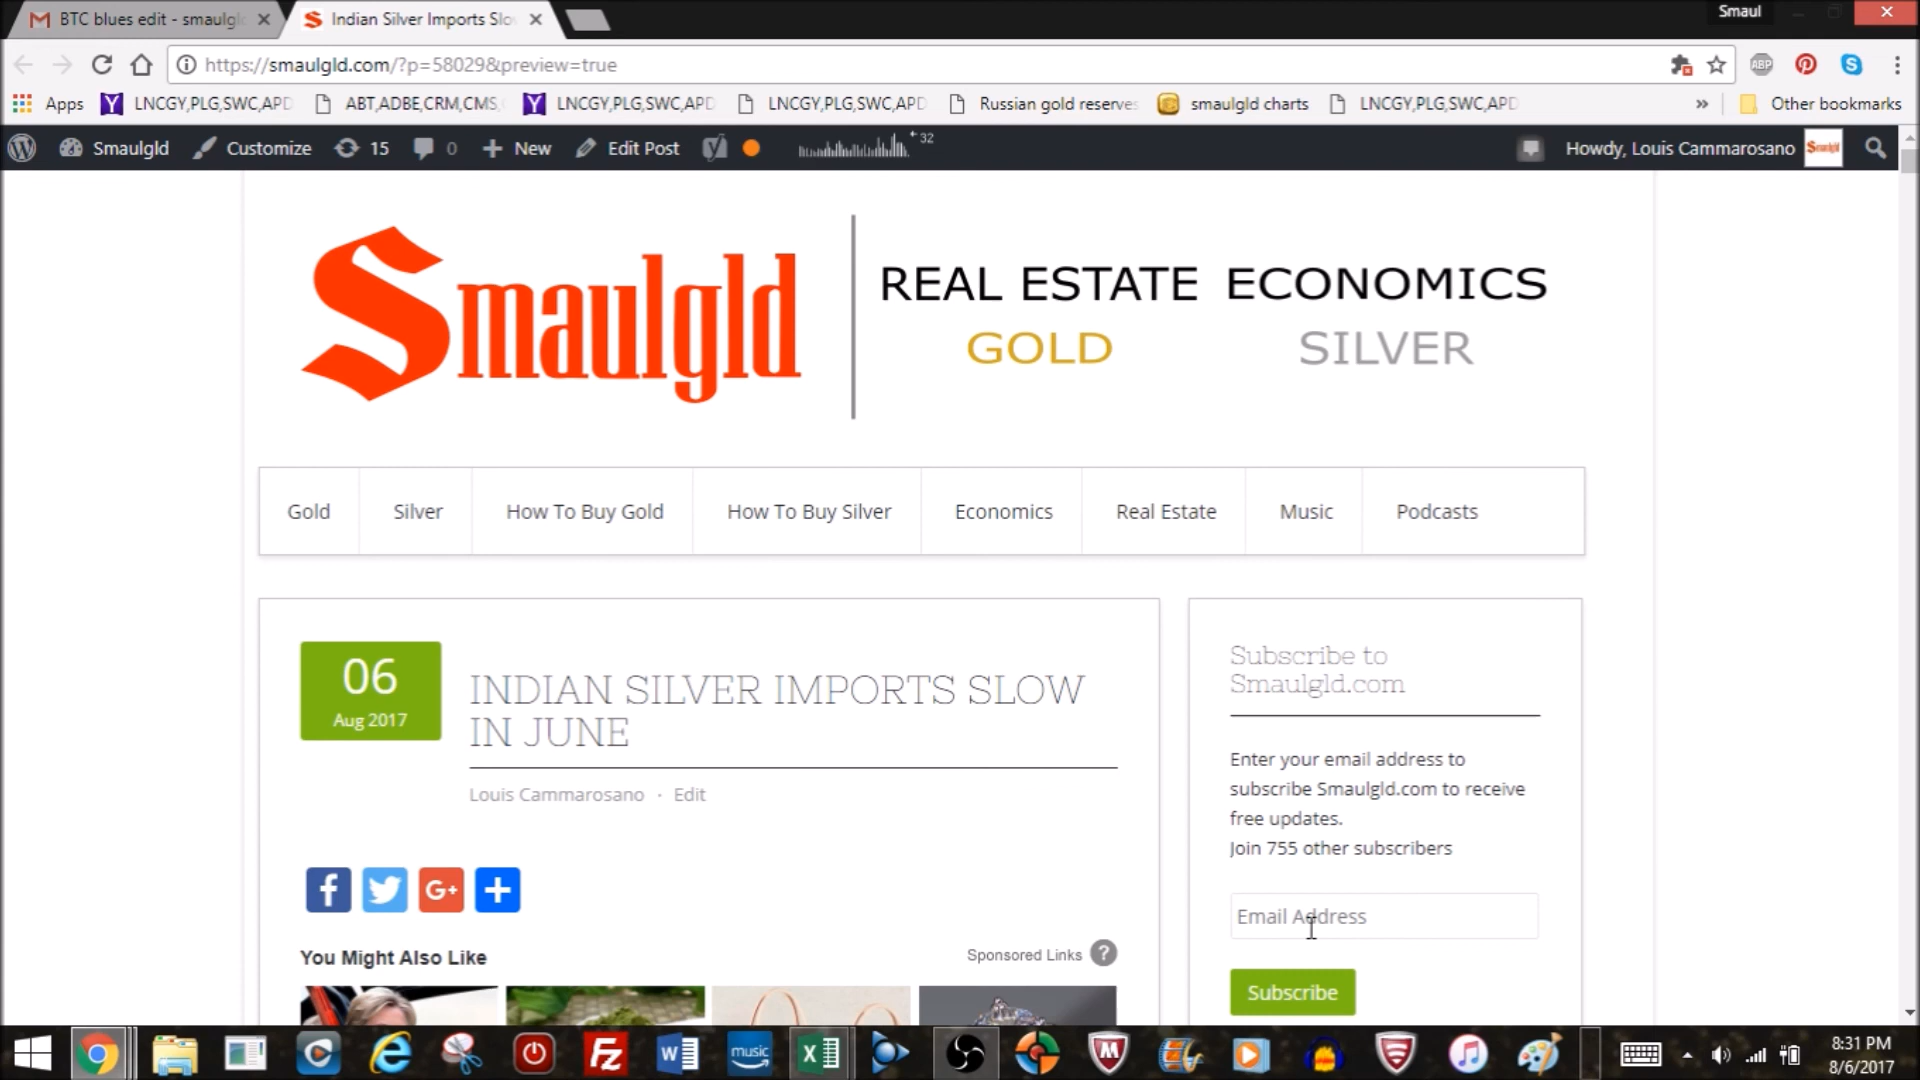 BTC blues edit - smaulgl
Indian Silver Imports Slo
Smaul
https://smaulgld.com/?p=58029&preview=true
ABP
Apps
LNCGY,PLG,SWC,APD
ABT,ADBE,CRM,CMS,
LNCGY,PLG,SWC,APD
LNCGY,PLG,SWC,APD
Russian gold reserves
smaulgld charts
LNCGY,PLG,SWC,APD
»
Other bookmarks
Smaulgld
Customize
15
0
New
Edit Post
32
Howdy, Louis Cammarosano
Smaulgld
Smaulgld
REAL ESTATE ECONOMICS
GOLD SILVER
Gold
Silver
How To Buy Gold
How To Buy Silver
Economics
Real Estate
Music
Podcasts
06
Aug 2017
INDIAN SILVER IMPORTS SLOW
IN JUNE
Louis Cammarosano · Edit
G+
You Might Also Like
Sponsored Links ?
Subscribe to
Smaulgld.com
Enter your email address to
subscribe Smaulgld.com to receive
free updates.
Join 755 other subscribers
Email Address
Subscribe
music
8:31 PM
8/6/2017